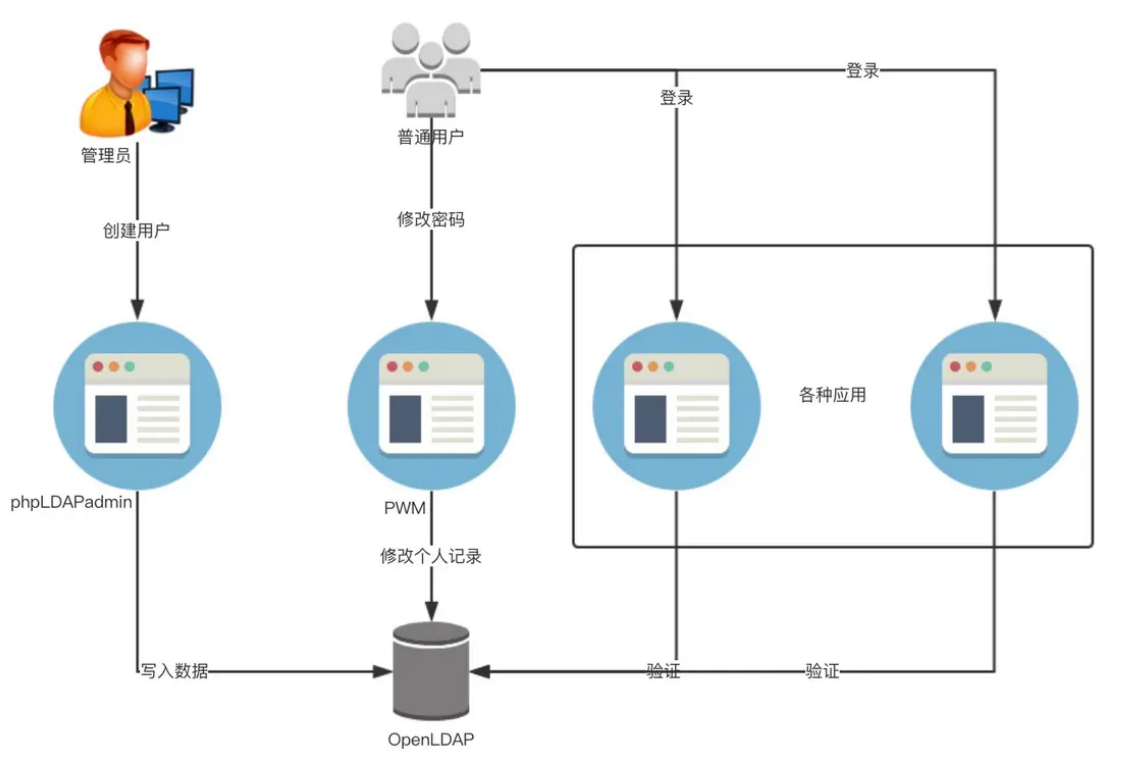 登录
登录
普通用户
管理员
修改密码
创建用户
各种应用
phpLDAPadmin
PWM
修改个人记录
写入数据
验证
验证
OpenLDAP